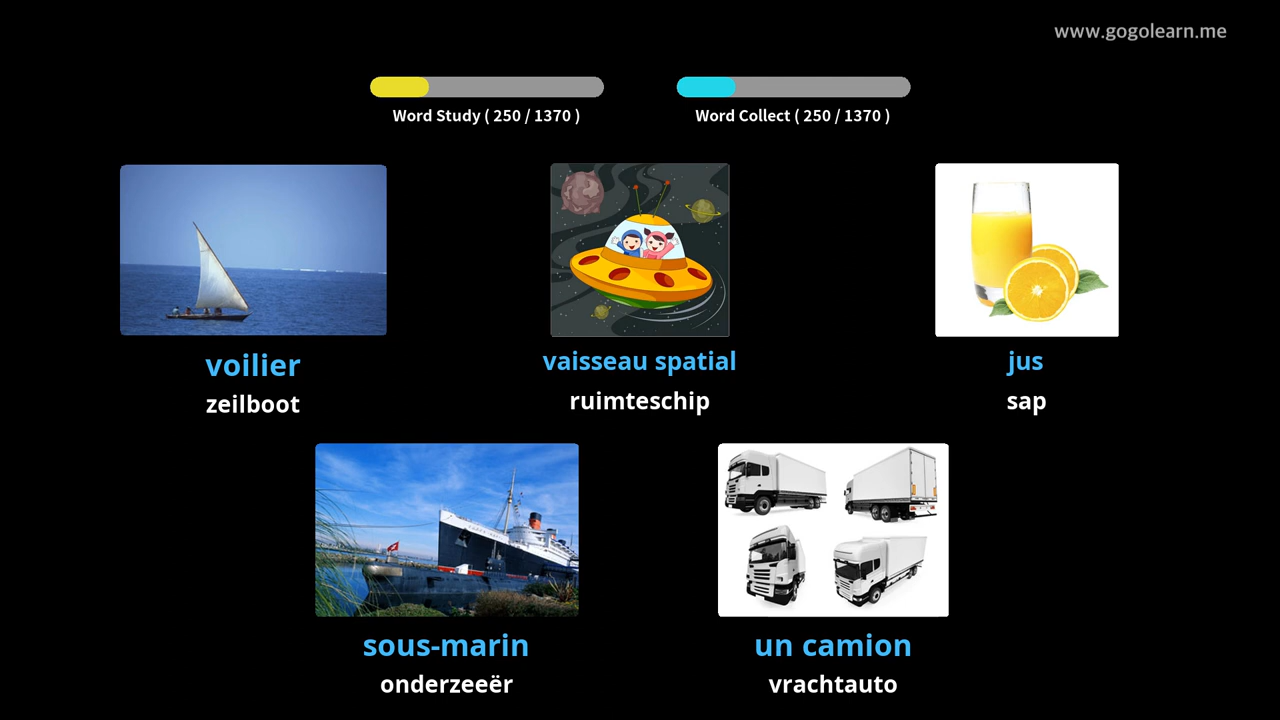 www.gogolearn.me
Word Study ( 250 / 1370 )
Word Collect ( 250 / 1370 )
voilier
zeilboot
vaisseau spatial
ruimteschip
jus
sap
sous-marin
onderzeeër
un camion
vrachtauto